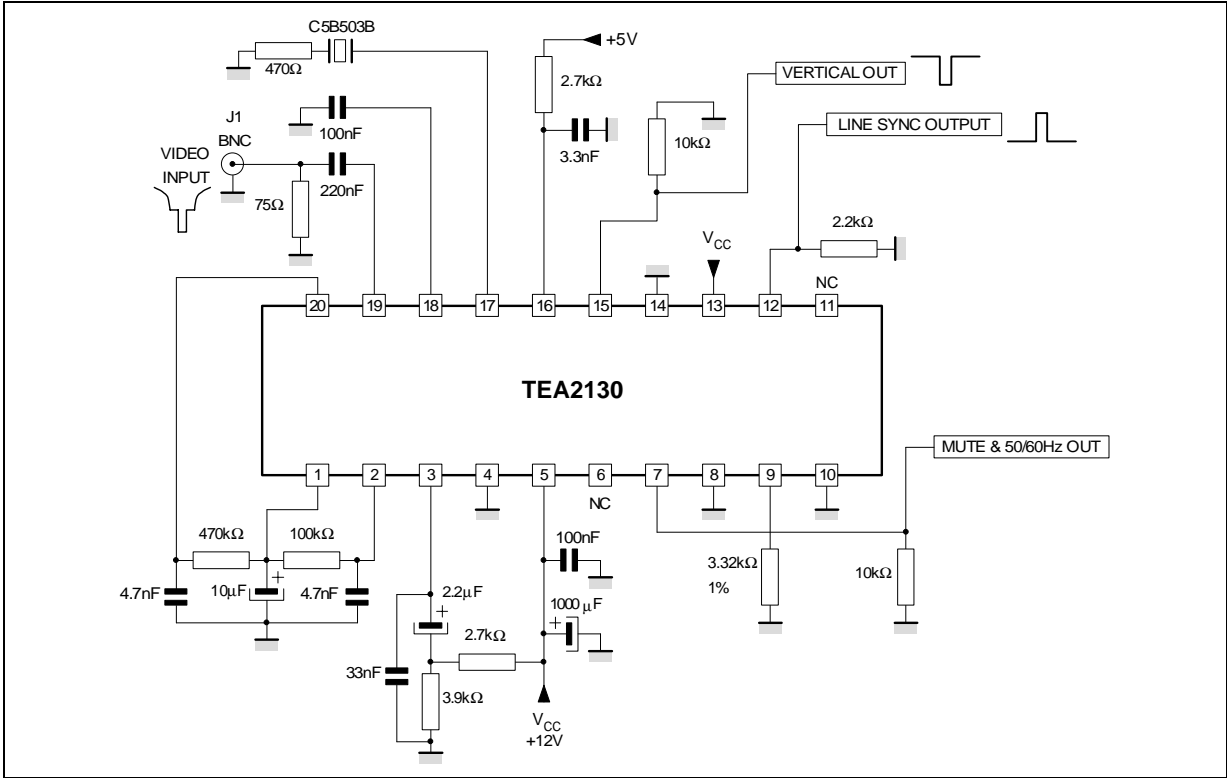 C5B503B
470Ω
100nF
J1
BNC
VIDEO
INPUT
220nF
75Ω
+5V
2.7kΩ
3.3nF
10kΩ
VERTICAL OUT
LINE SYNC OUTPUT
2.2kΩ
VCC
NC
20 19 18 17 16 15 14 13 12 11
TEA2130
1 2 3 4 5 6 7 8 9 10
NC
MUTE & 50/60Hz OUT
470kΩ
100kΩ
4.7nF
10µF
+
4.7nF
2.2µF
+
33nF
2.7kΩ
3.9kΩ
100nF
1000 µF
+
VCC
+12V
3.32kΩ
1%
10kΩ